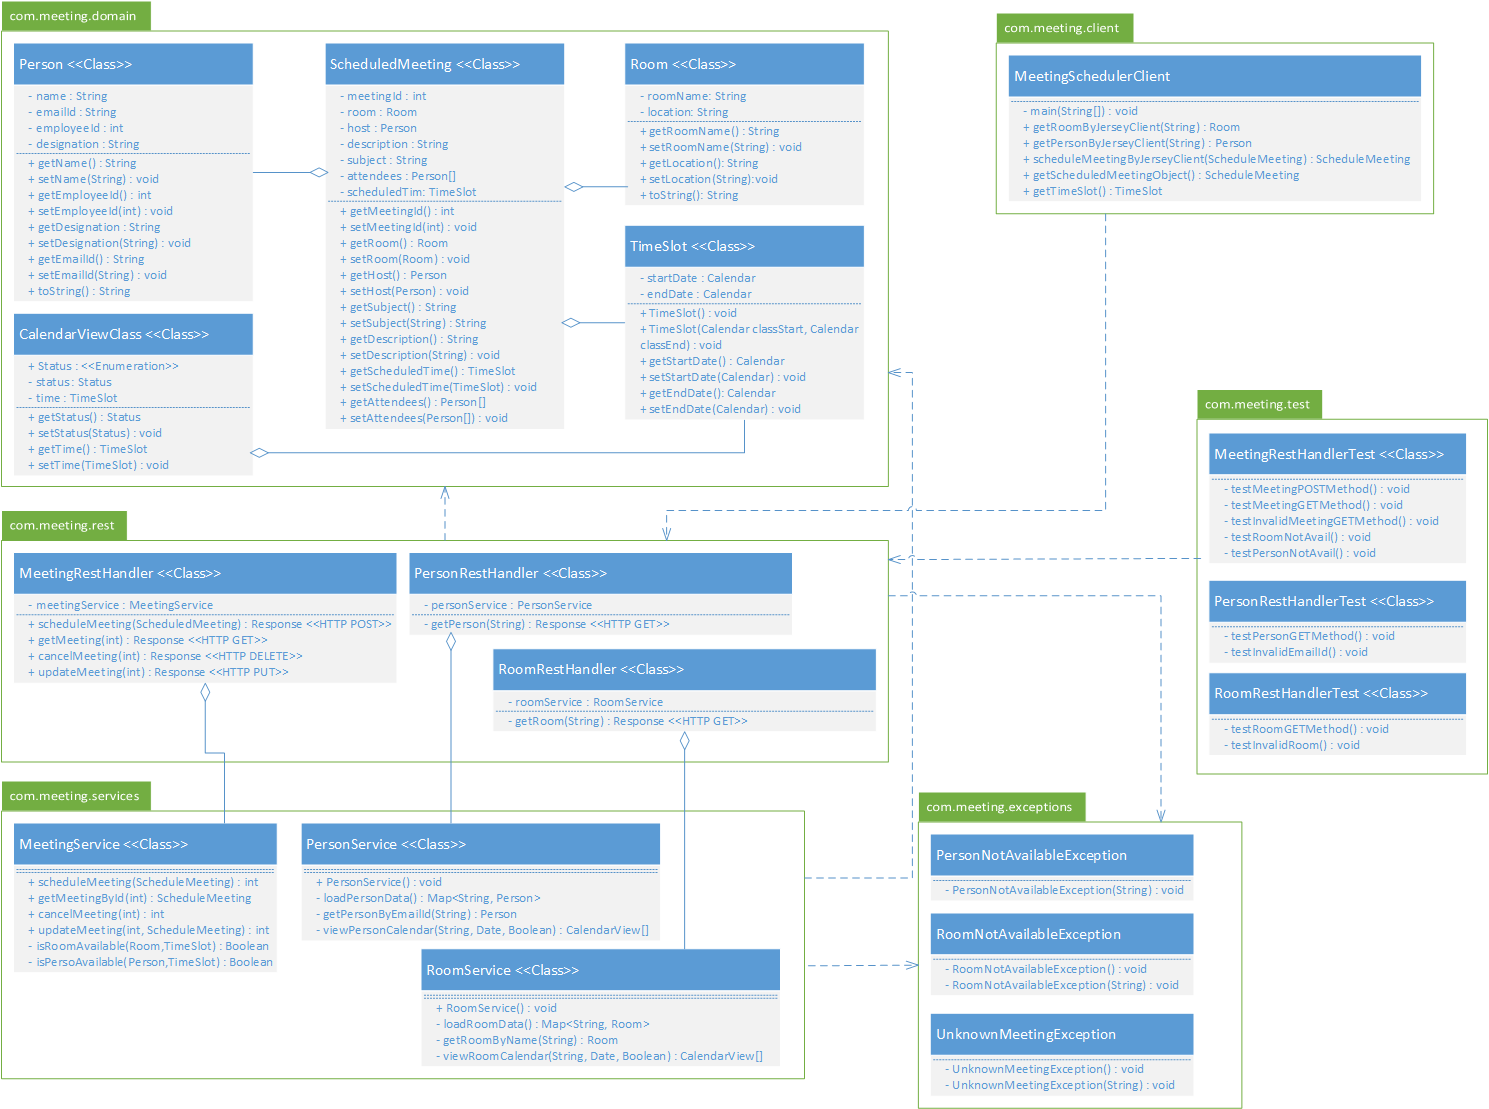 com.meeting.domain
Person <<Class>>
- name : String
- emailId : String
- employeeId : int
- designation : String
+ getName() : String
+ setName(String) : void
+ getEmployeeId() : int
+ setEmployeeId(int) : void
+ getDesignation : String
+ setDesignation(String) : void
+ getEmailId() : String
+ setEmailId(String) : void
+ toString() : String
CalendarViewClass <<Class>>
+ Status : <<Enumeration>>
- status : Status
- time : TimeSlot
+ getStatus() : Status
+ setStatus(Status) : void
+ getTime() : TimeSlot
+ setTime(TimeSlot) : void
ScheduledMeeting <<Class>>
- meetingId : int
- room : Room
- host : Person
- description : String
- subject : String
- attendees : Person[]
- scheduledTim: TimeSlot
+ getMeetingId() : int
+ setMeetingId(int) : void
+ getRoom() : Room
+ setRoom(Room) : void
+ getHost() : Person
+ setHost(Person) : void
+ getSubject() : String
+ setSubject(String) : String
+ getDescription() : String
+ setDescription(String) : void
+ getScheduledTime() : TimeSlot
+ setScheduledTime(TimeSlot) : void
+ getAttendees() : Person[]
+ setAttendees(Person[]) : void
Room <<Class>>
- roomName: String
- location: String
+ getRoomName() : String
+ setRoomName(String) : void
+ getLocation(): String
+ setLocation(String):void
+ toString(): String
TimeSlot <<Class>>
- startDate : Calendar
- endDate : Calendar
+ TimeSlot() : void
+ TimeSlot(Calendar classStart, Calendar
classEnd) : void
+ getStartDate() : Calendar
+ setStartDate(Calendar) : void
+ getEndDate(): Calendar
+ setEndDate(Calendar) : void
com.meeting.client
MeetingSchedulerClient
- main(String[]) : void
+ getRoomByJerseyClient(String) : Room
+ getPersonByJerseyClient(String) : Person
+ scheduleMeetingByJerseyClient(ScheduleMeeting) : ScheduleMeeting
+ getScheduledMeetingObject() : ScheduleMeeting
+ getTimeSlot() : TimeSlot
com.meeting.test
MeetingRestHandlerTest <<Class>>
- testMeetingPOSTMethod() : void
- testMeetingGETMethod() : void
- testInvalidMeetingGETMethod() : void
- testRoomNotAvail() : void
- testPersonNotAvail() : void
PersonRestHandlerTest <<Class>>
- testPersonGETMethod() : void
- testInvalidEmailId() : void
RoomRestHandlerTest <<Class>>
- testRoomGETMethod() : void
- testInvalidRoom() : void
com.meeting.rest
MeetingRestHandler <<Class>>
- meetingService : MeetingService
+ scheduleMeeting(ScheduledMeeting) : Response <<HTTP POST>>
+ getMeeting(int) : Response <<HTTP GET>>
+ cancelMeeting(int) : Response <<HTTP DELETE>>
+ updateMeeting(int) : Response <<HTTP PUT>>
PersonRestHandler <<Class>>
- personService : PersonService
- getPerson(String) : Response <<HTTP GET>>
RoomRestHandler <<Class>>
- roomService : RoomService
- getRoom(String) : Response <<HTTP GET>>
com.meeting.services
MeetingService <<Class>>
+ scheduleMeeting(ScheduleMeeting) : int
+ getMeetingById(int) : ScheduleMeeting
+ cancelMeeting(int) : int
+ updateMeeting(int, ScheduleMeeting) : int
- isRoomAvailable(Room,TimeSlot) : Boolean
- isPersoAvailable(Person,TimeSlot) : Boolean
PersonService <<Class>>
+ PersonService() : void
- loadPersonData() : Map<String, Person>
- getPersonByEmailId(String) : Person
- viewPersonCalendar(String, Date, Boolean) : CalendarView[]
RoomService <<Class>>
+ RoomService() : void
- loadRoomData() : Map<String, Room>
- getRoomByName(String) : Room
- viewRoomCalendar(String, Date, Boolean) : CalendarView[]
com.meeting.exceptions
PersonNotAvailableException
- PersonNotAvailableException(String) : void
RoomNotAvailableException
- RoomNotAvailableException() : void
- RoomNotAvailableException(String) : void
UnknownMeetingException
- UnknownMeetingException() : void
- UnknownMeetingException(String) : void